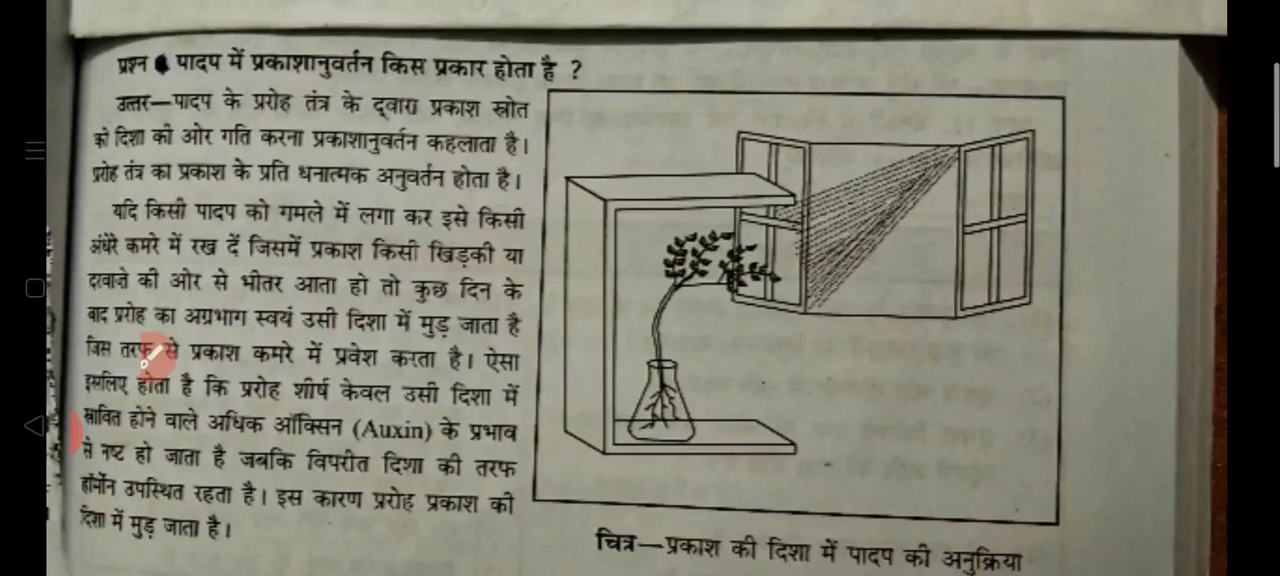 प्रश्न पादप में प्रकाशानुवर्तन किस प्रकार होता है ?
उत्तर—पादप के प्ररोह तंत्र के द्वारा प्रकाश स्रोत
की दिशा की ओर गति करना प्रकाशानुवर्तन कहलाता है।
प्ररोह तंत्र का प्रकाश के प्रति धनात्मक अनुवर्तन होता है।
यदि किसी पादप को गमले में लगा कर इसे किसी
अंधेरे कमरे में रख दें जिसमें प्रकाश किसी खिड़की या
दरवाजे की ओर से भीतर आता हो तो कुछ दिन के
बाद प्ररोह का अग्रभाग स्वयं उसी दिशा में मुड़ जाता है
जिस तरफ से प्रकाश कमरे में प्रवेश करता है। ऐसा
इसलिए होता है कि प्ररोह शीर्ष केवल उसी दिशा में
स्रावित होने वाले अधिक ऑक्सिन (Auxin) के प्रभाव
से नष्ट हो जाता है जबकि विपरीत दिशा की तरफ
हॉर्मोन उपस्थित रहता है। इस कारण प्ररोह प्रकाश की
दिशा में मुड़ जाता है।
चित्र—प्रकाश की दिशा में पादप की अनुक्रिया